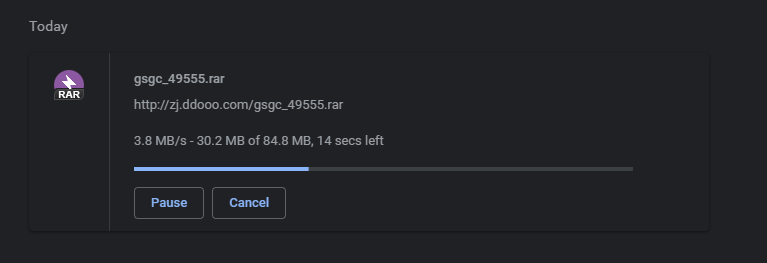 Today
RAR
gsgc_49555.rar
http://zj.ddooo.com/gsgc_49555.rar
3.8 MB/s - 30.2 MB of 84.8 MB, 14 secs left
Pause
Cancel